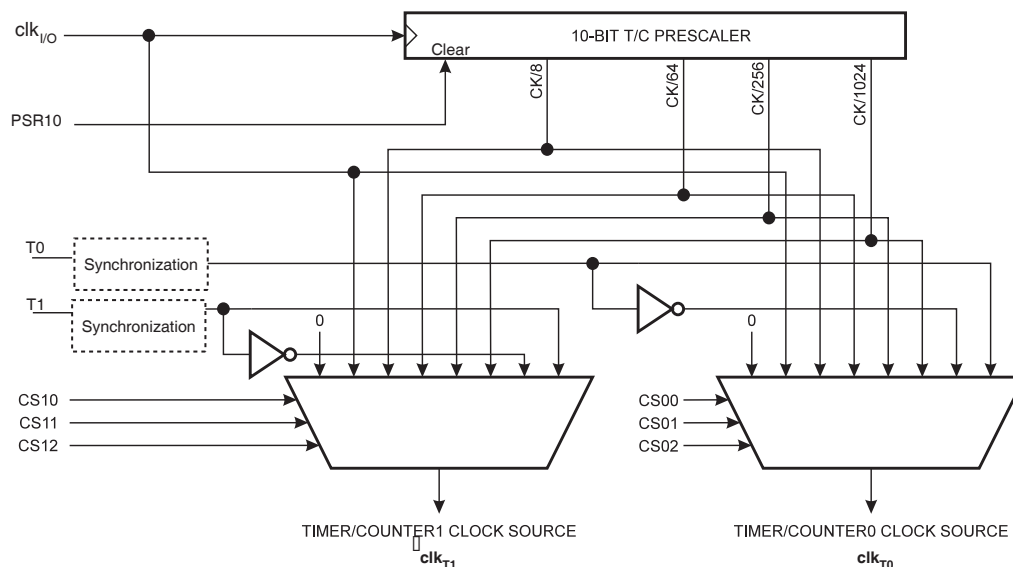 clkI/O
10-BIT T/C PRESCALER
Clear
PSR10
CK/8
CK/64
CK/256
CK/1024
T0
Synchronization
T1
Synchronization
0
0
CS10
CS11
CS12
CS00
CS01
CS02
TIMER/COUNTER1 CLOCK SOURCE
clkT1
TIMER/COUNTER0 CLOCK SOURCE
clkT0